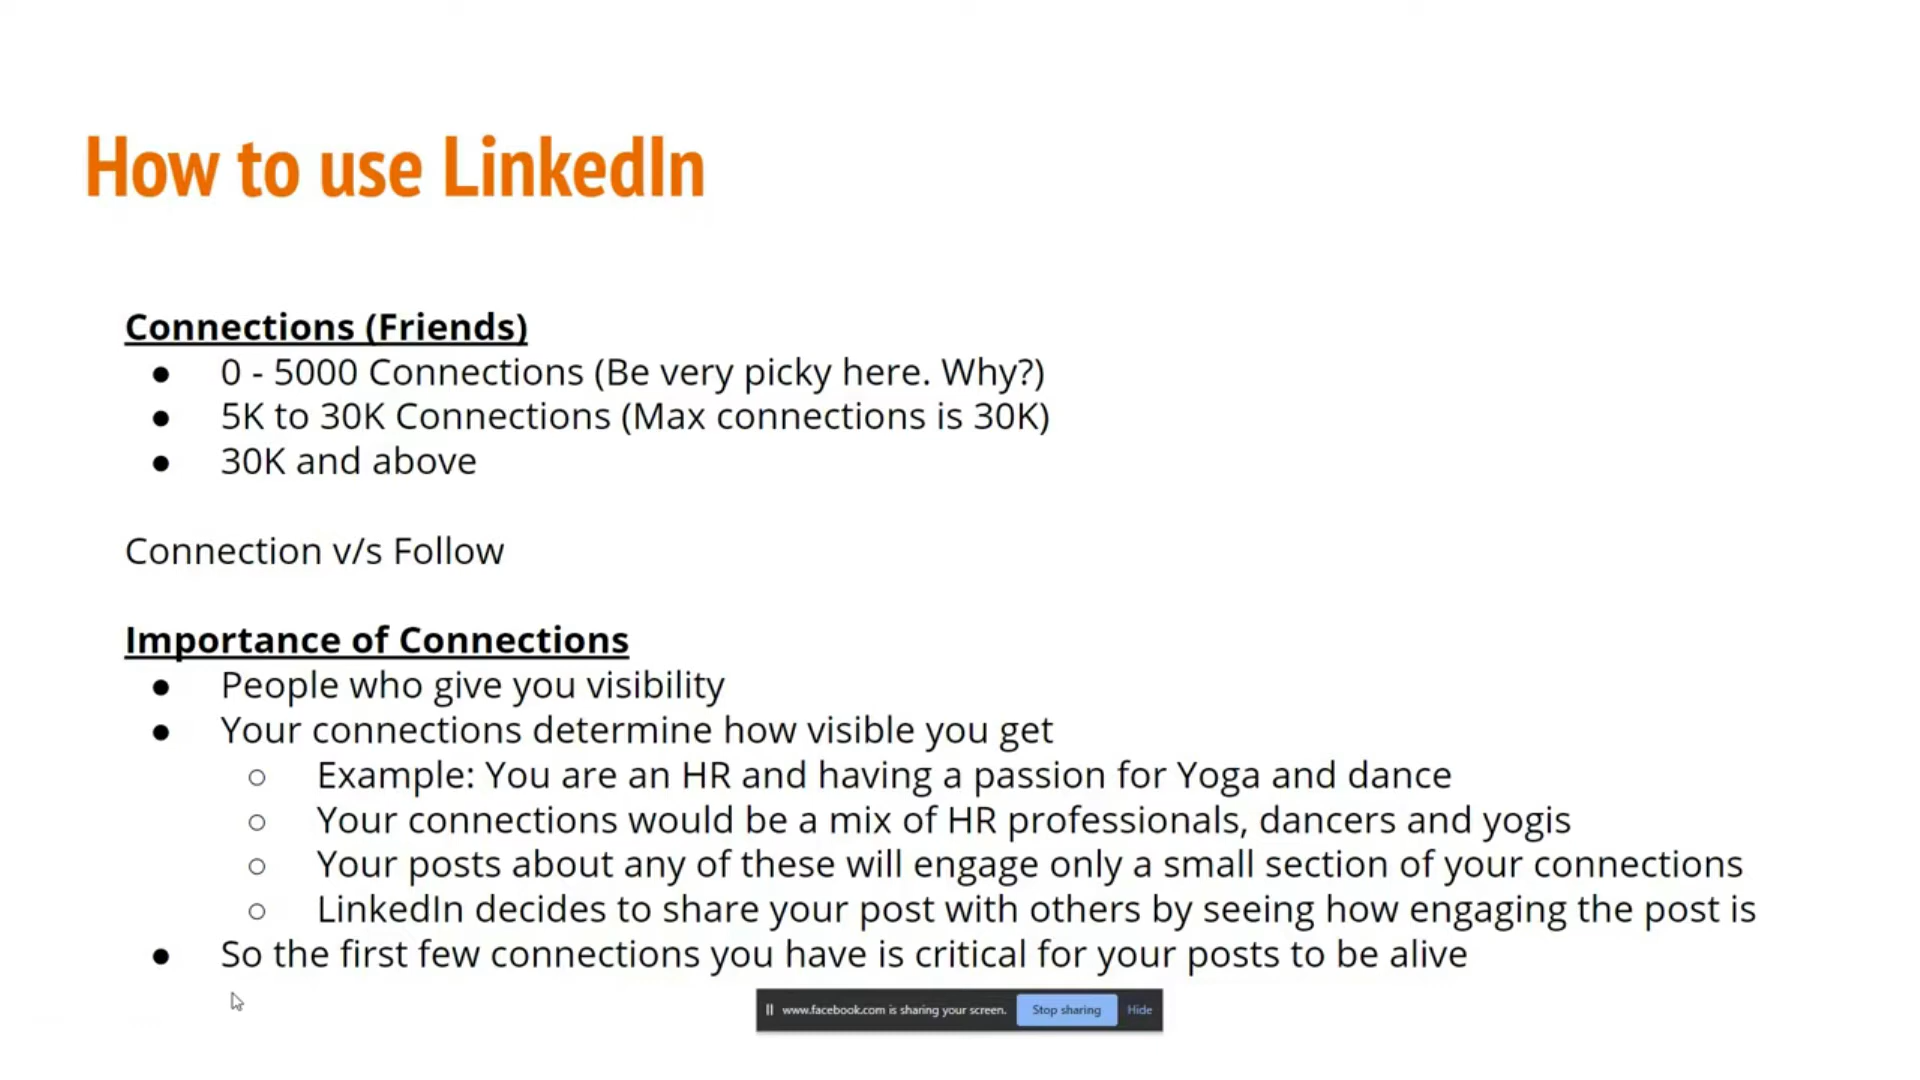 How to use LinkedIn
Connections (Friends)
● 0 - 5000 Connections (Be very picky here. Why?)
● 5K to 30K Connections (Max connections is 30K)
● 30K and above
Connection v/s Follow
Importance of Connections
● People who give you visibility
● Your connections determine how visible you get
○ Example: You are an HR and having a passion for Yoga and dance
○ Your connections would be a mix of HR professionals, dancers and yogis
○ Your posts about any of these will engage only a small section of your connections
○ LinkedIn decides to share your post with others by seeing how engaging the post is
● So the first few connections you have is critical for your posts to be alive
www.facebook.com is sharing your screen. Stop sharing Hide